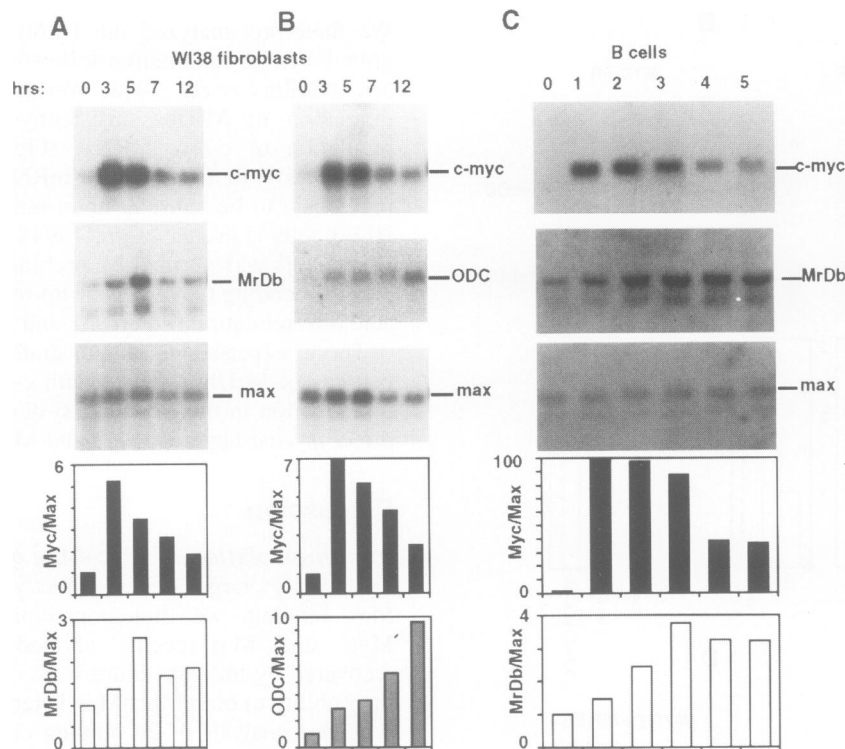 A
B
C
WI38 fibroblasts
B cells
hrs: 0 3 5 7 12
0 3 5 7 12
0 1 2 3 4 5
c-myc
c-myc
c-myc
MrDb
ODC
MrDb
max
max
max
6
Myc/Max
0
7
Myc/Max
0
100
Myc/Max
0
3
MrDb/Max
0
10
ODC/Max
0
4
MrDb/Max
0